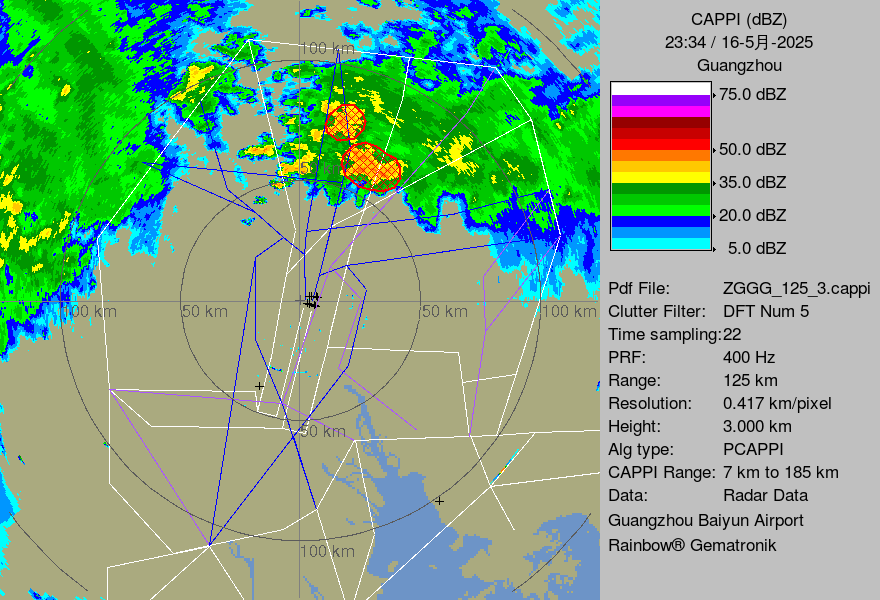 CAPPI (dBZ)
23:34 / 16-5月-2025
Guangzhou
75.0 dBZ
50.0 dBZ
35.0 dBZ
20.0 dBZ
5.0 dBZ
Pdf File: ZGGG_125_3.cappi
Clutter Filter: DFT Num 5
Time sampling:22
PRF: 400 Hz
Range: 125 km
Resolution: 0.417 km/pixel
Height: 3.000 km
Alg type: PCAPPI
CAPPI Range: 7 km to 185 km
Data: Radar Data
Guangzhou Baiyun Airport
Rainbow® Gematronik
100 km
100 km
50 km
50 km
100 km
50 km
100 km